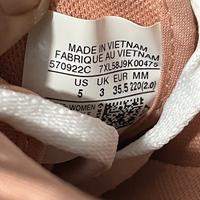 MADE IN VIETNAM
FABRIQUE AU VIETNAM
570922C 7XL58J9K00475
US UK EUR MM
5 3 35.5 220(2.0)
WOMEN